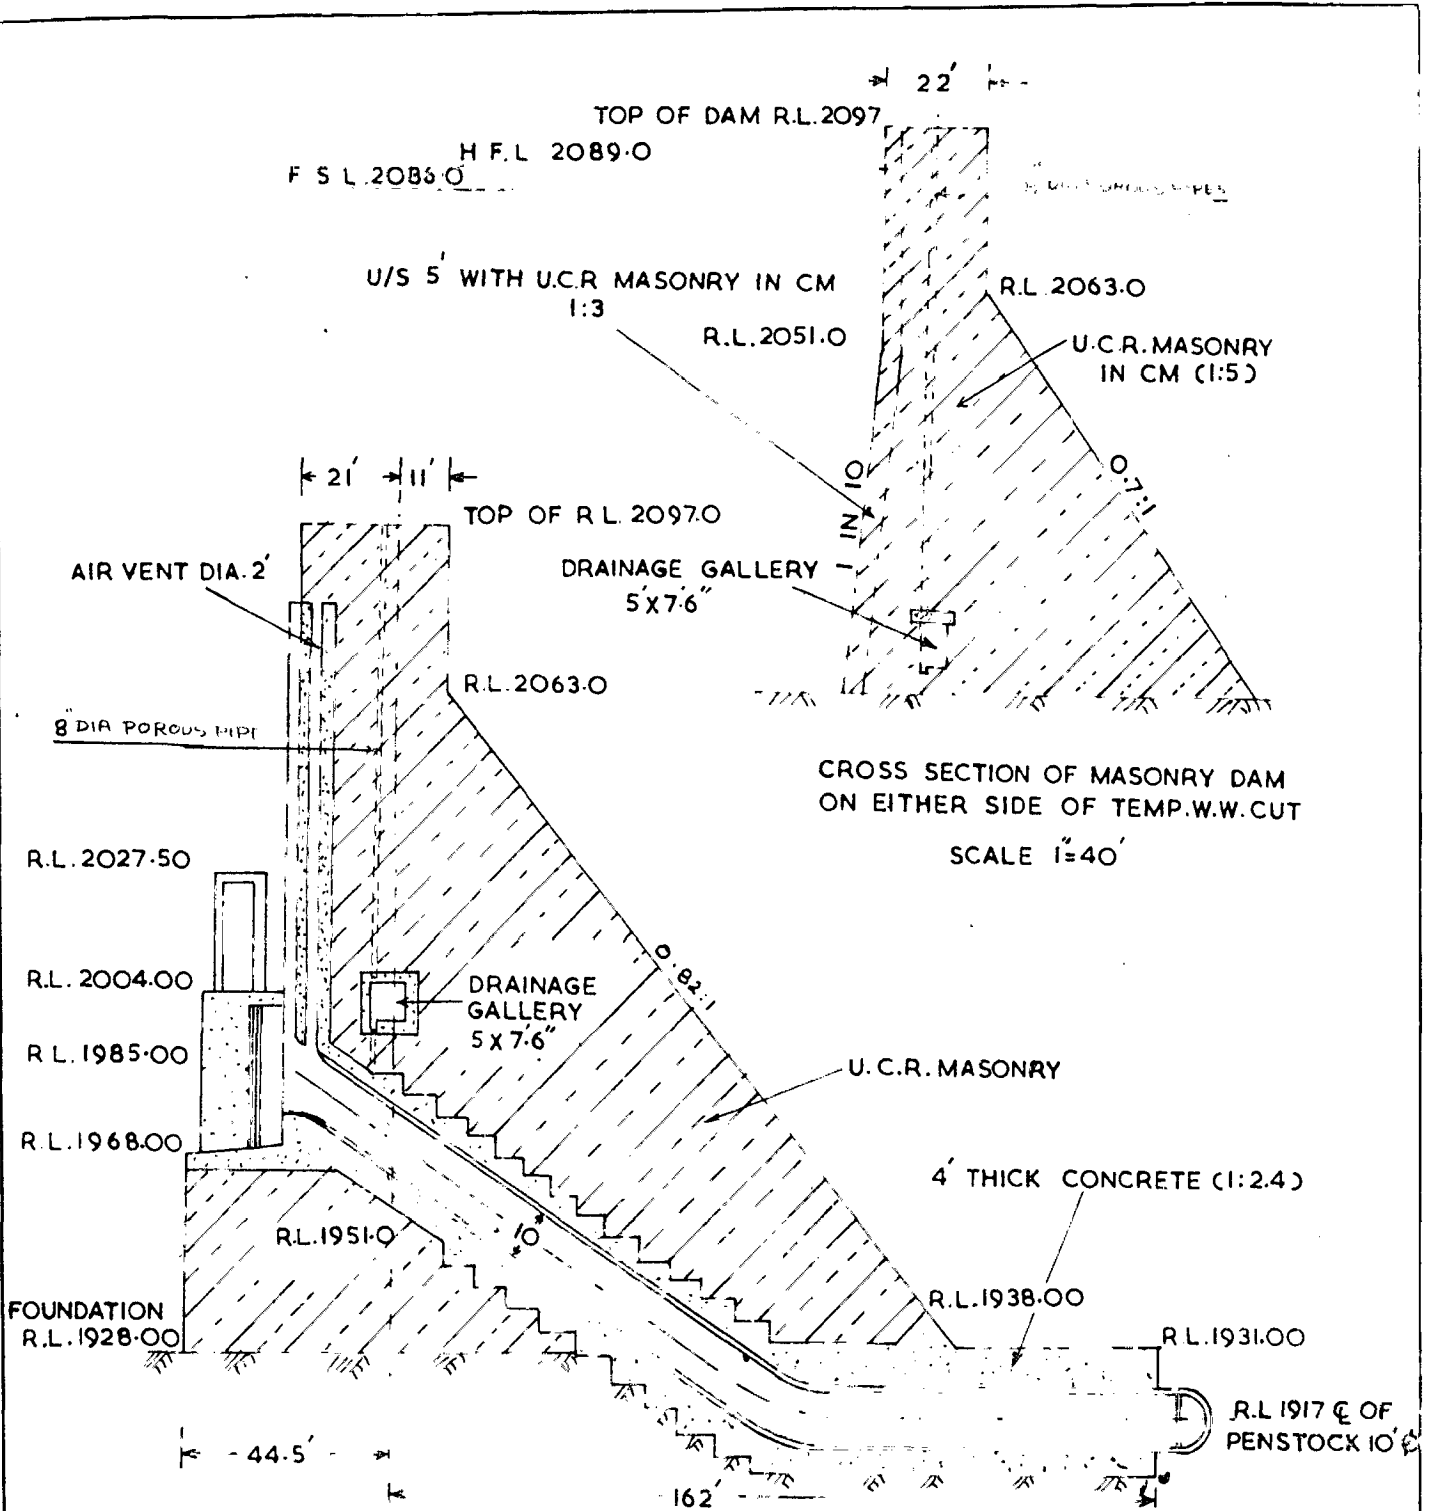 22'
TOP OF DAM R.L.2097
H F.L 2089.0
F S L.2086.0
POROUS PIPES
U/S 5' WITH U.C.R MASONRY IN CM
1:3
R.L.2063.0
R.L.2051.0
U.C.R.MASONRY
IN CM (1:5)
0.7:1
1 IN 10
21' 11'
TOP OF R L. 2097.0
AIR VENT DIA. 2'
DRAINAGE GALLERY
5'X7'6"
R.L.2063.0
8" DIA POROUS PIPE
CROSS SECTION OF MASONRY DAM
ON EITHER SIDE OF TEMP.W.W.CUT
SCALE 1"=40'
R.L.2027.50
0.82:1
R.L.2004.00
DRAINAGE
GALLERY
5 X 7'6"
R L.1985.00
U.C.R.MASONRY
R.L.1968.00
4' THICK CONCRETE (1:2.4)
R.L.1951.0
10'
R.L.1938.00
FOUNDATION
R.L.1928.00
R.L.1931.00
R.L 1917 ℄ OF
PENSTOCK 10'
44.5'
162'